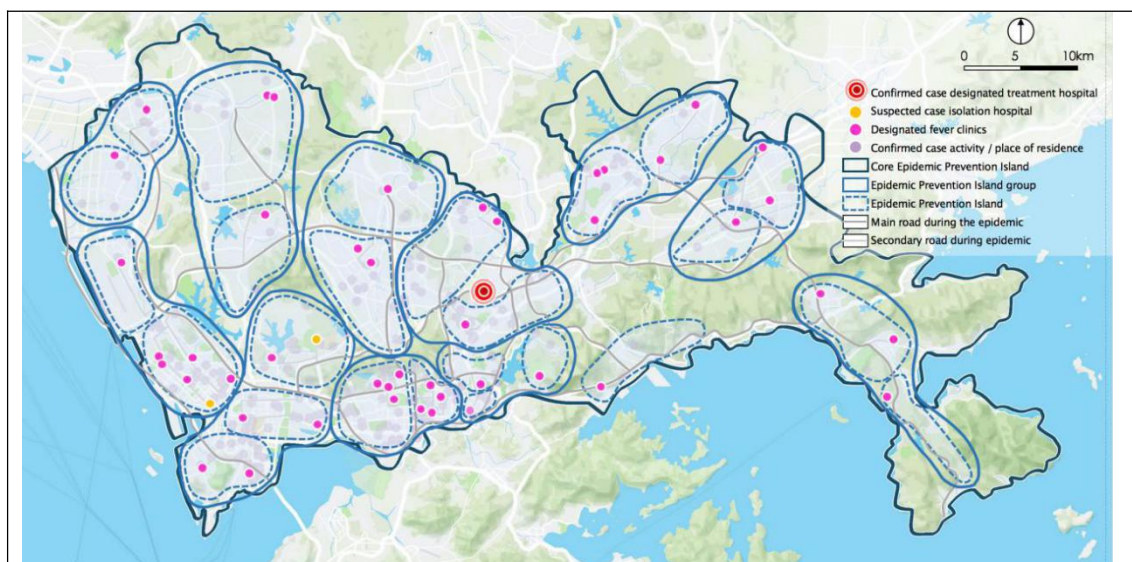 0 5 10km
Confirmed case designated treatment hospital
Suspected case isolation hospital
Designated fever clinics
Confirmed case activity / place of residence
Core Epidemic Prevention Island
Epidemic Prevention Island group
Epidemic Prevention Island
Main road during the epidemic
Secondary road during epidemic